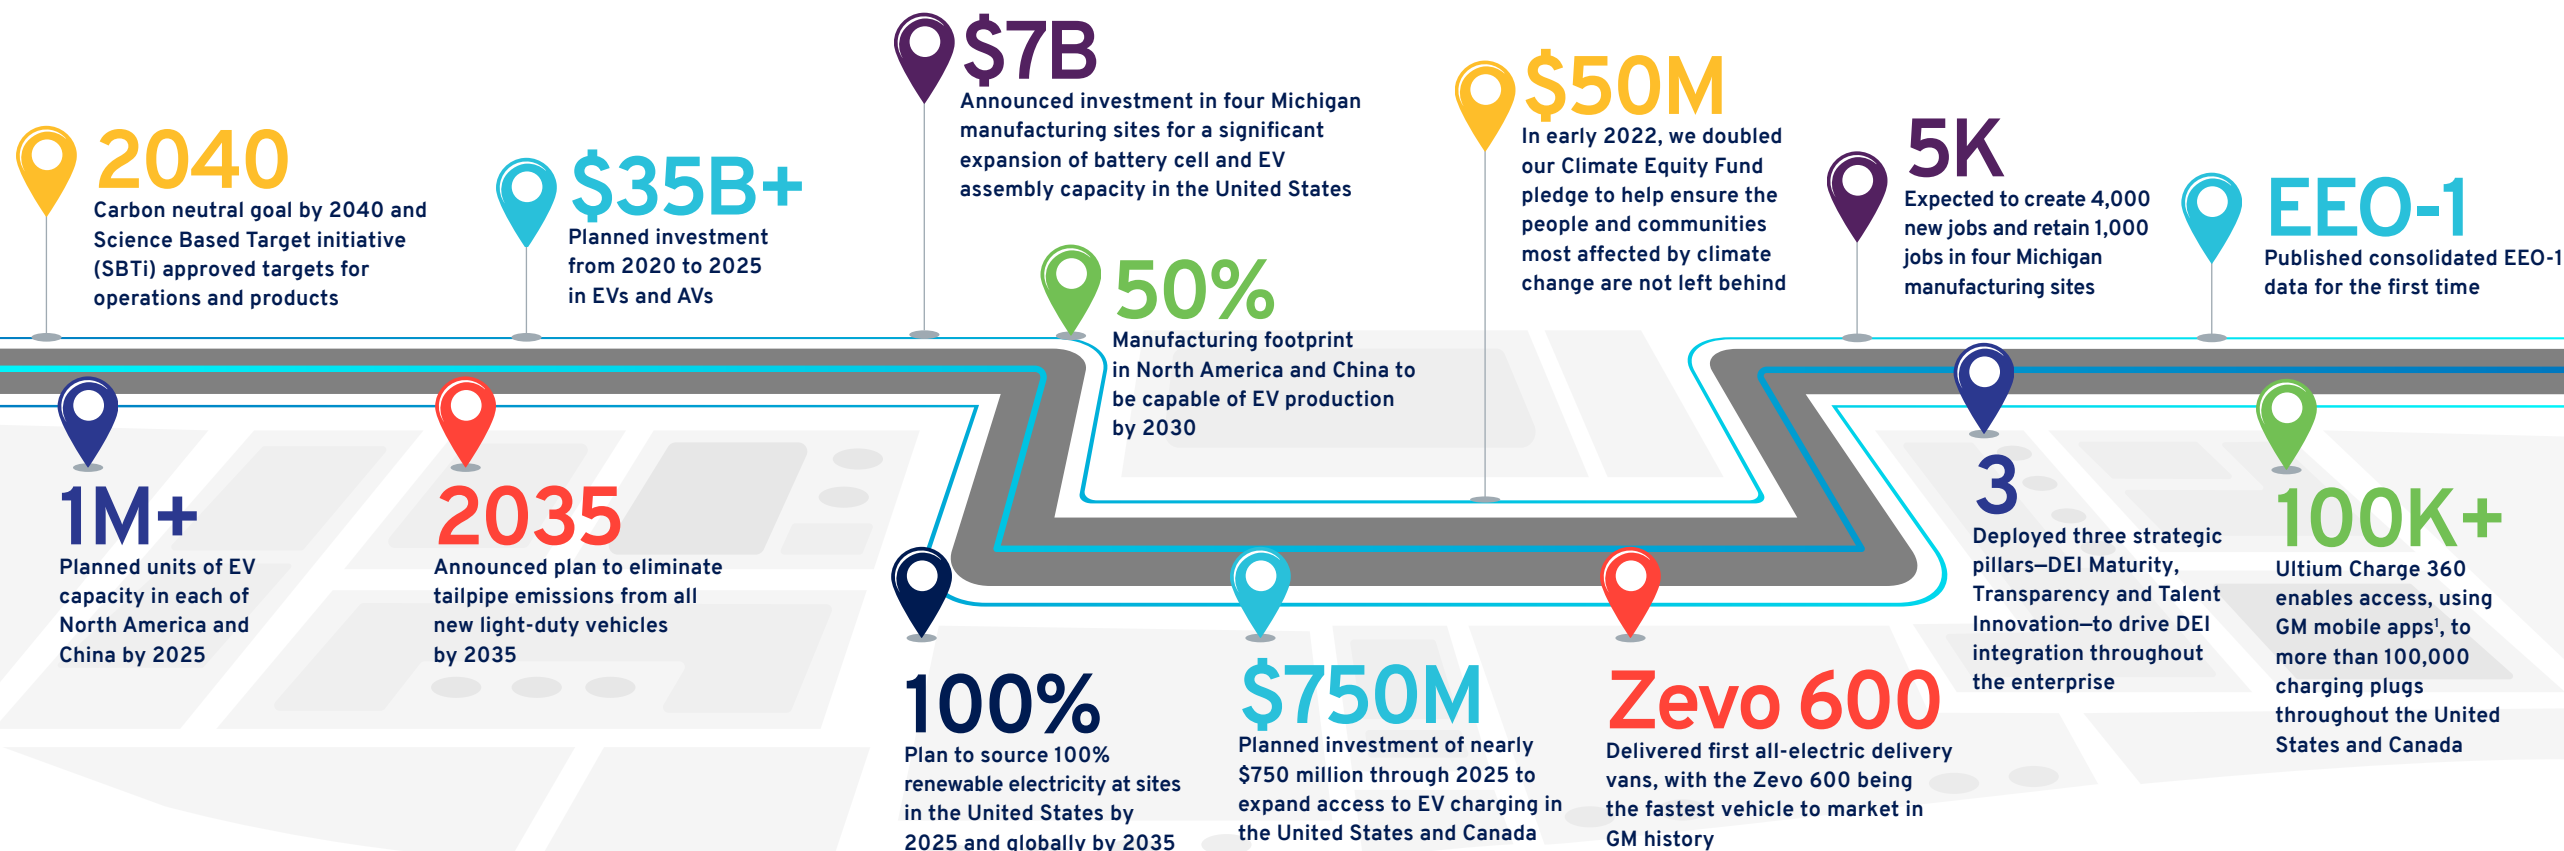 2040
Carbon neutral goal by 2040 and
Science Based Target initiative
(SBTi) approved targets for
operations and products
$35B+
Planned investment
from 2020 to 2025
in EVs and AVs
$7B
Announced investment in four Michigan
manufacturing sites for a significant
expansion of battery cell and EV
assembly capacity in the United States
50%
Manufacturing footprint
in North America and China to
be capable of EV production
by 2030
$50M
In early 2022, we doubled
our Climate Equity Fund
pledge to help ensure the
people and communities
most affected by climate
change are not left behind
5K
Expected to create 4,000
new jobs and retain 1,000
jobs in four Michigan
manufacturing sites
EEO-1
Published consolidated EEO-1
data for the first time
1M+
Planned units of EV
capacity in each of
North America and
China by 2025
2035
Announced plan to eliminate
tailpipe emissions from all
new light-duty vehicles
by 2035
100%
Plan to source 100%
renewable electricity at sites
in the United States by
2025 and globally by 2035
$750M
Planned investment of nearly
$750 million through 2025 to
expand access to EV charging in
the United States and Canada
Zevo 600
Delivered first all-electric delivery
vans, with the Zevo 600 being
the fastest vehicle to market in
GM history
3
Deployed three strategic
pillars—DEI Maturity,
Transparency and Talent
Innovation—to drive DEI
integration throughout
the enterprise
100K+
Ultium Charge 360
enables access, using
GM mobile apps¹, to
more than 100,000
charging plugs
throughout the United
States and Canada